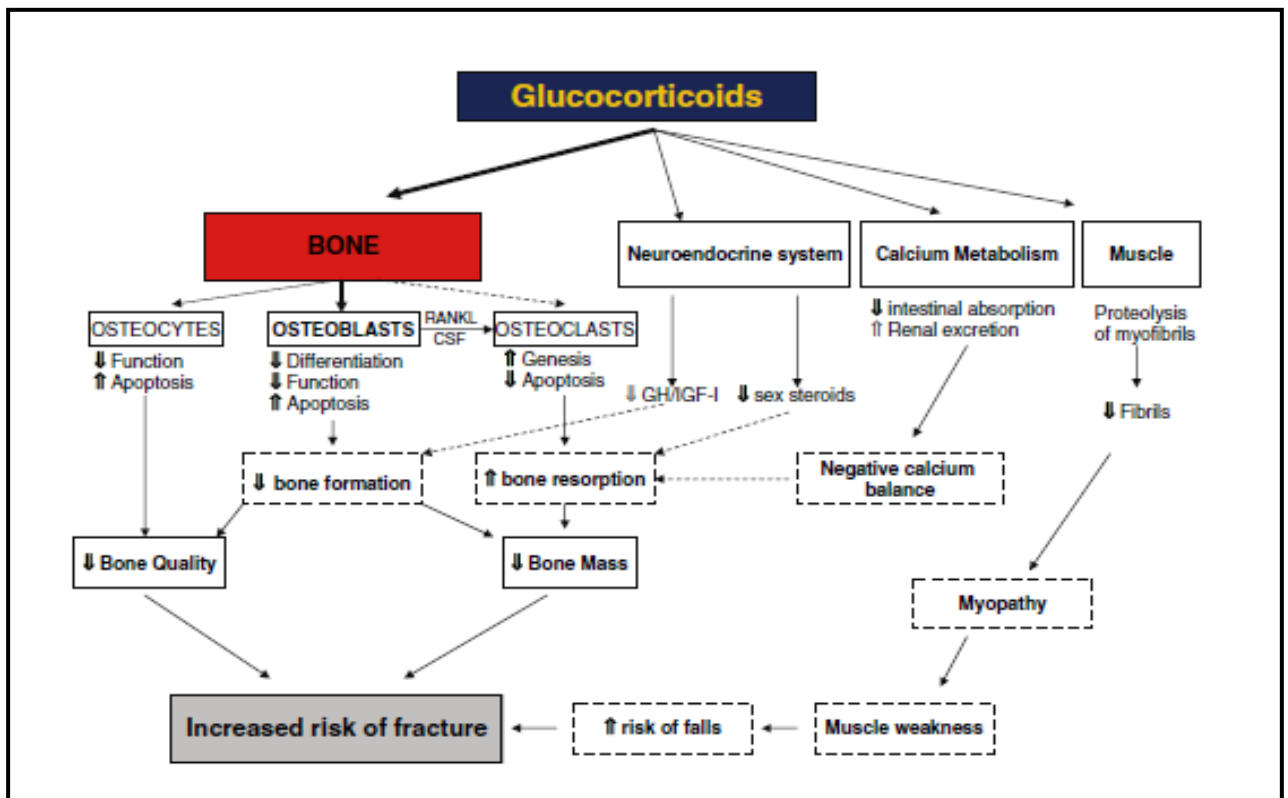 Glucocorticoids
BONE
Neuroendocrine system
Calcium Metabolism
Muscle
OSTEOCYTES
⇓ Function
⇑ Apoptosis
OSTEOBLASTS
⇓ Differentiation
⇓ Function
⇑ Apoptosis
RANKL
CSF
OSTEOCLASTS
⇑ Genesis
⇓ Apoptosis
⇓ GH/IGF-I
⇓ sex steroids
⇓ intestinal absorption
⇑ Renal excretion
Proteolysis
of myofibrils
⇓ Fibrils
⇓ bone formation
⇑ bone resorption
Negative calcium
balance
⇓ Bone Quality
⇓ Bone Mass
Myopathy
Increased risk of fracture
⇑ risk of falls
Muscle weakness